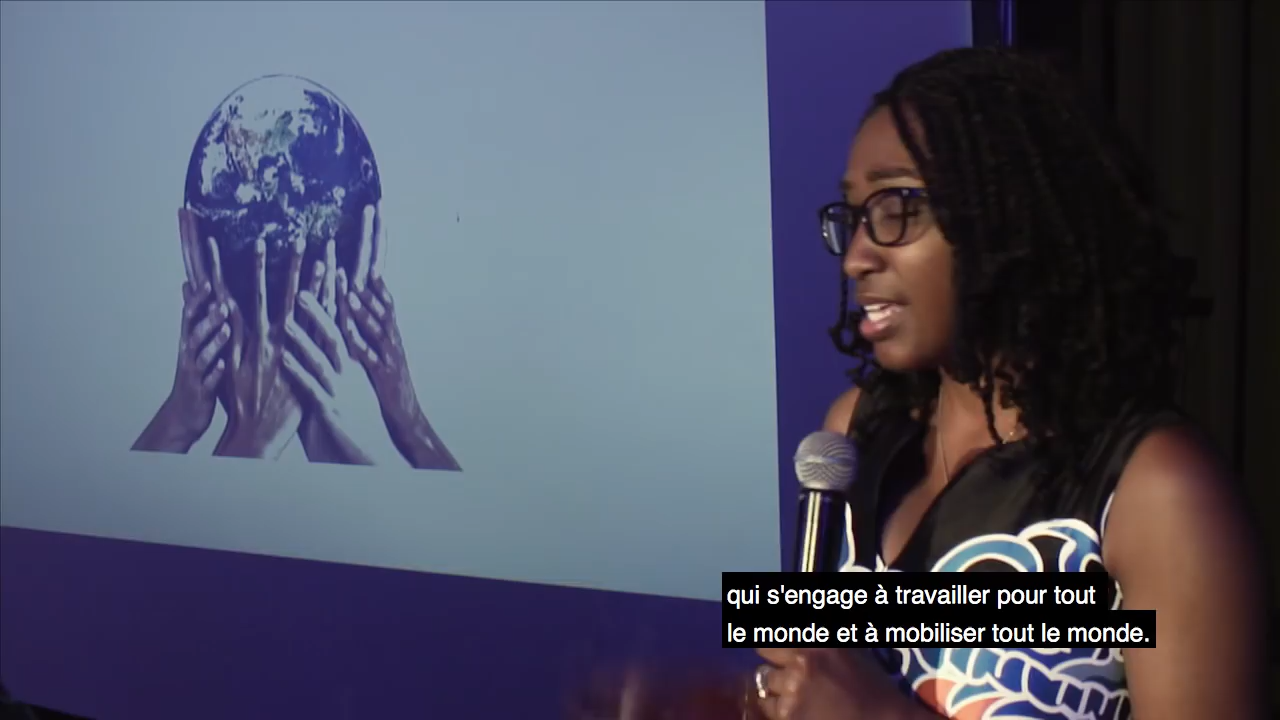 qui s'engage à travailler pour tout
le monde et à mobiliser tout le monde.